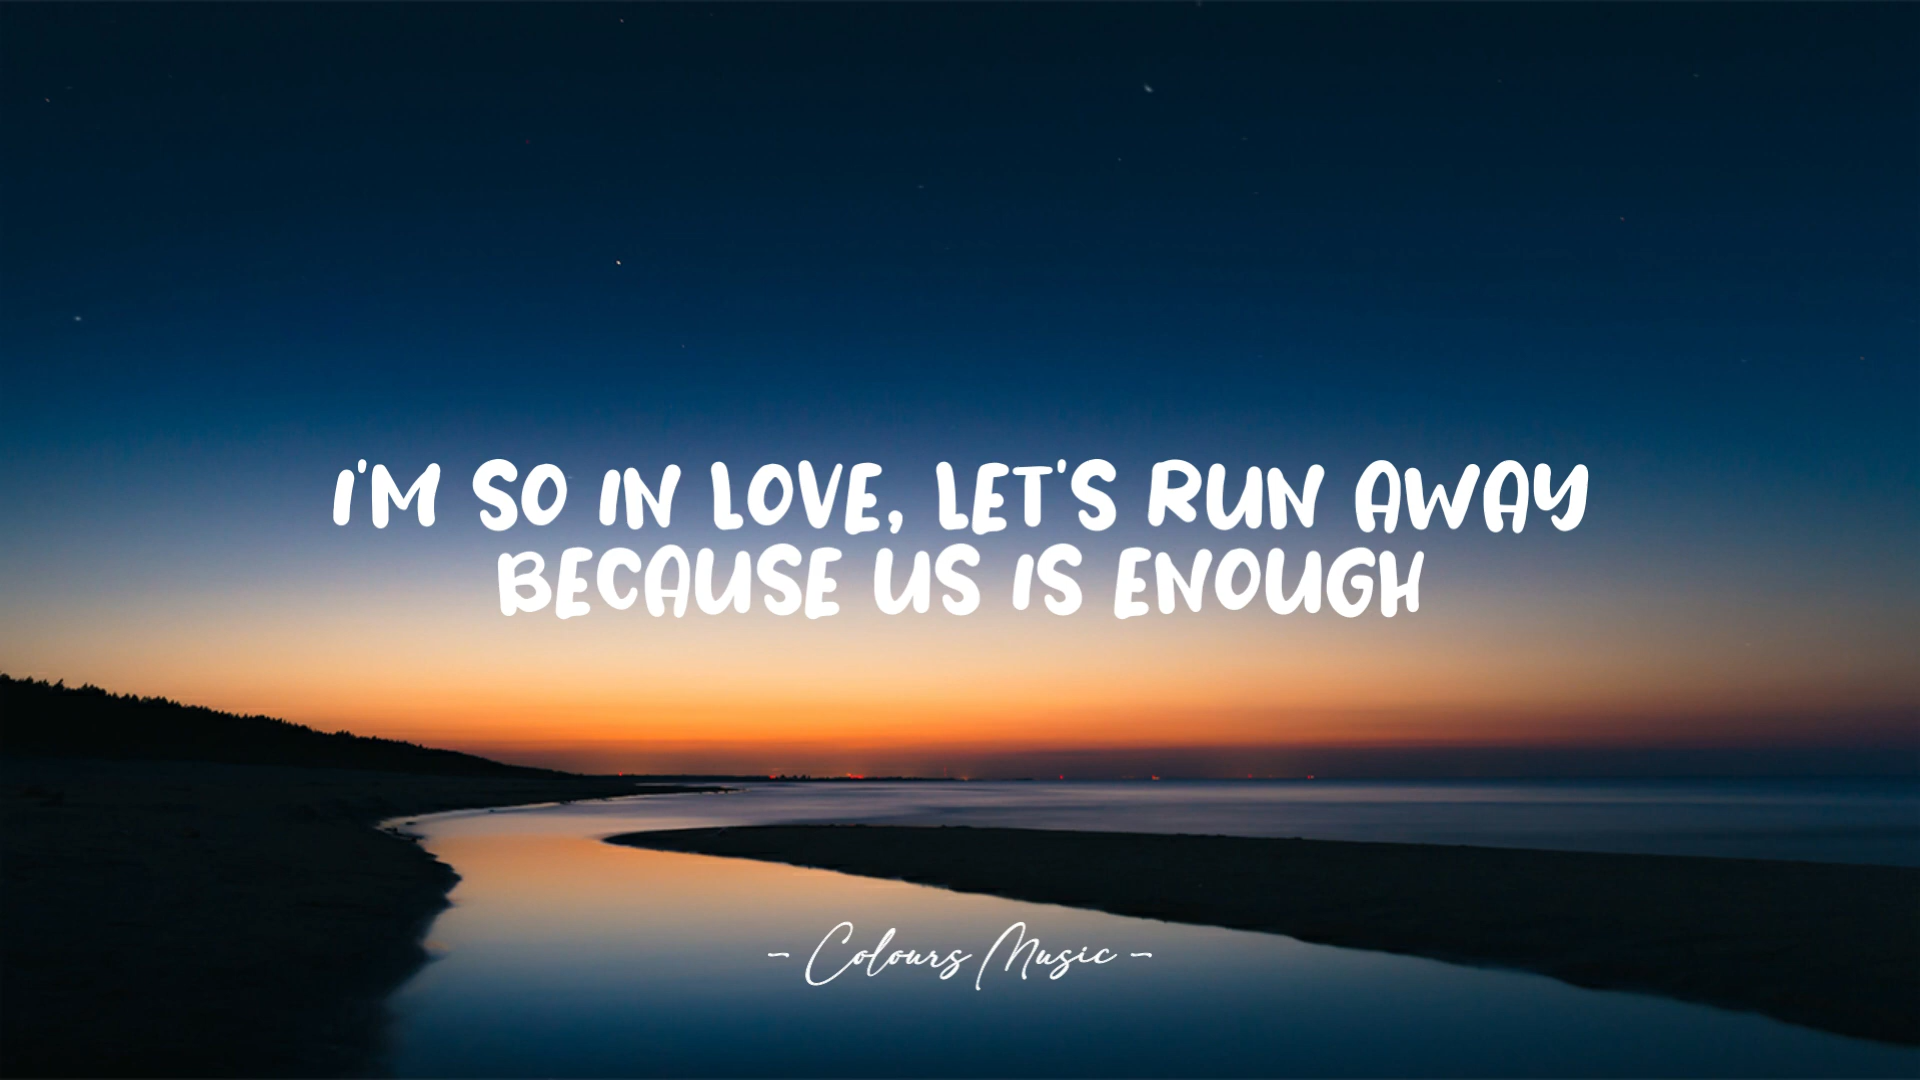 I'M SO IN LOVE, LET'S RUN AWAY
BECAUSE US IS ENOUGH
- Colours Music -